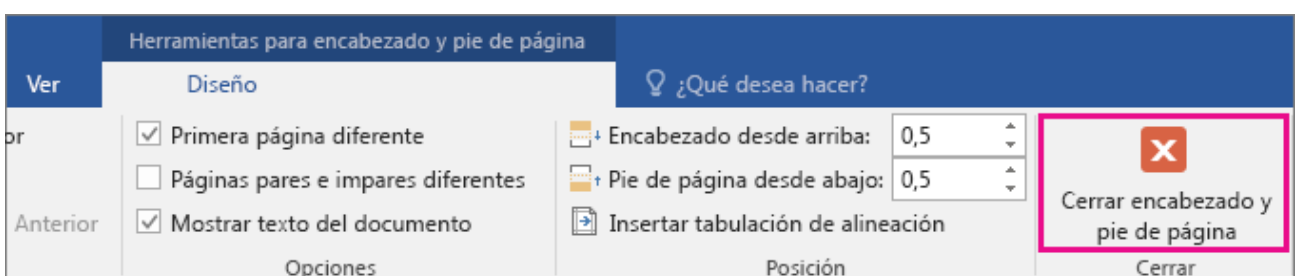 Herramientas para encabezado y pie de página
Ver Diseño ¿Qué desea hacer?
or Primera página diferente Encabezado desde arriba: 0,5
Páginas pares e impares diferentes Pie de página desde abajo: 0,5
Anterior Mostrar texto del documento Insertar tabulación de alineación
Cerrar encabezado y
pie de página
Opciones Posición Cerrar